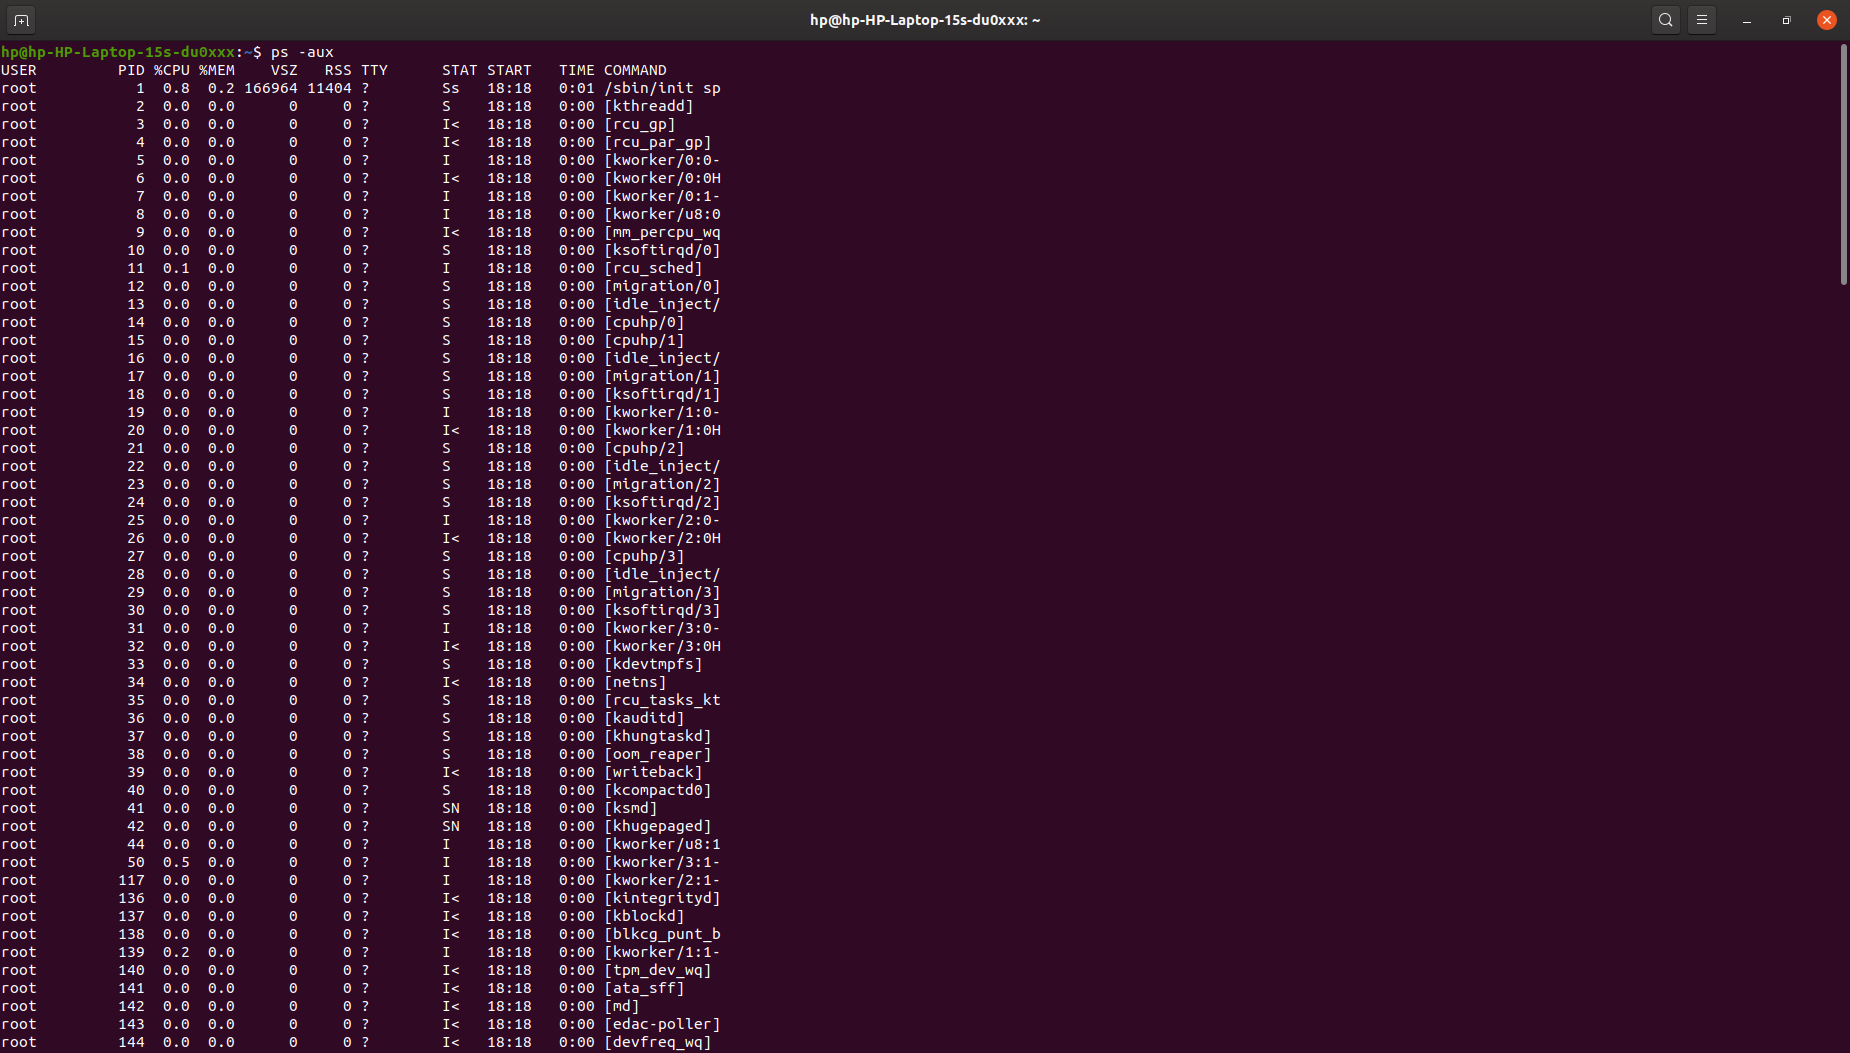 hp@hp-HP-Laptop-15s-du0xxx: ~
hp@hp-HP-Laptop-15s-du0xxx:~$ ps -aux
USER         PID %CPU %MEM    VSZ   RSS TTY      STAT START   TIME COMMAND
root           1  0.8  0.2 166964 11404 ?        Ss   18:18   0:01 /sbin/init sp
root           2  0.0  0.0      0     0 ?        S    18:18   0:00 [kthreadd]
root           3  0.0  0.0      0     0 ?        I<   18:18   0:00 [rcu_gp]
root           4  0.0  0.0      0     0 ?        I<   18:18   0:00 [rcu_par_gp]
root           5  0.0  0.0      0     0 ?        I    18:18   0:00 [kworker/0:0-
root           6  0.0  0.0      0     0 ?        I<   18:18   0:00 [kworker/0:0H
root           7  0.0  0.0      0     0 ?        I    18:18   0:00 [kworker/0:1-
root           8  0.0  0.0      0     0 ?        I    18:18   0:00 [kworker/u8:0
root           9  0.0  0.0      0     0 ?        I<   18:18   0:00 [mm_percpu_wq
root          10  0.0  0.0      0     0 ?        S    18:18   0:00 [ksoftirqd/0]
root          11  0.1  0.0      0     0 ?        I    18:18   0:00 [rcu_sched]
root          12  0.0  0.0      0     0 ?        S    18:18   0:00 [migration/0]
root          13  0.0  0.0      0     0 ?        S    18:18   0:00 [idle_inject/
root          14  0.0  0.0      0     0 ?        S    18:18   0:00 [cpuhp/0]
root          15  0.0  0.0      0     0 ?        S    18:18   0:00 [cpuhp/1]
root          16  0.0  0.0      0     0 ?        S    18:18   0:00 [idle_inject/
root          17  0.0  0.0      0     0 ?        S    18:18   0:00 [migration/1]
root          18  0.0  0.0      0     0 ?        S    18:18   0:00 [ksoftirqd/1]
root          19  0.0  0.0      0     0 ?        I    18:18   0:00 [kworker/1:0-
root          20  0.0  0.0      0     0 ?        I<   18:18   0:00 [kworker/1:0H
root          21  0.0  0.0      0     0 ?        S    18:18   0:00 [cpuhp/2]
root          22  0.0  0.0      0     0 ?        S    18:18   0:00 [idle_inject/
root          23  0.0  0.0      0     0 ?        S    18:18   0:00 [migration/2]
root          24  0.0  0.0      0     0 ?        S    18:18   0:00 [ksoftirqd/2]
root          25  0.0  0.0      0     0 ?        I    18:18   0:00 [kworker/2:0-
root          26  0.0  0.0      0     0 ?        I<   18:18   0:00 [kworker/2:0H
root          27  0.0  0.0      0     0 ?        S    18:18   0:00 [cpuhp/3]
root          28  0.0  0.0      0     0 ?        S    18:18   0:00 [idle_inject/
root          29  0.0  0.0      0     0 ?        S    18:18   0:00 [migration/3]
root          30  0.0  0.0      0     0 ?        S    18:18   0:00 [ksoftirqd/3]
root          31  0.0  0.0      0     0 ?        I    18:18   0:00 [kworker/3:0-
root          32  0.0  0.0      0     0 ?        I<   18:18   0:00 [kworker/3:0H
root          33  0.0  0.0      0     0 ?        S    18:18   0:00 [kdevtmpfs]
root          34  0.0  0.0      0     0 ?        I<   18:18   0:00 [netns]
root          35  0.0  0.0      0     0 ?        S    18:18   0:00 [rcu_tasks_kt
root          36  0.0  0.0      0     0 ?        S    18:18   0:00 [kauditd]
root          37  0.0  0.0      0     0 ?        S    18:18   0:00 [khungtaskd]
root          38  0.0  0.0      0     0 ?        S    18:18   0:00 [oom_reaper]
root          39  0.0  0.0      0     0 ?        I<   18:18   0:00 [writeback]
root          40  0.0  0.0      0     0 ?        S    18:18   0:00 [kcompactd0]
root          41  0.0  0.0      0     0 ?        SN   18:18   0:00 [ksmd]
root          42  0.0  0.0      0     0 ?        SN   18:18   0:00 [khugepaged]
root          44  0.0  0.0      0     0 ?        I    18:18   0:00 [kworker/u8:1
root          50  0.5  0.0      0     0 ?        I    18:18   0:00 [kworker/3:1-
root         117  0.0  0.0      0     0 ?        I    18:18   0:00 [kworker/2:1-
root         136  0.0  0.0      0     0 ?        I<   18:18   0:00 [kintegrityd]
root         137  0.0  0.0      0     0 ?        I<   18:18   0:00 [kblockd]
root         138  0.0  0.0      0     0 ?        I<   18:18   0:00 [blkcg_punt_b
root         139  0.2  0.0      0     0 ?        I    18:18   0:00 [kworker/1:1-
root         140  0.0  0.0      0     0 ?        I<   18:18   0:00 [tpm_dev_wq]
root         141  0.0  0.0      0     0 ?        I<   18:18   0:00 [ata_sff]
root         142  0.0  0.0      0     0 ?        I<   18:18   0:00 [md]
root         143  0.0  0.0      0     0 ?        I<   18:18   0:00 [edac-poller]
root         144  0.0  0.0      0     0 ?        I<   18:18   0:00 [devfreq_wq]